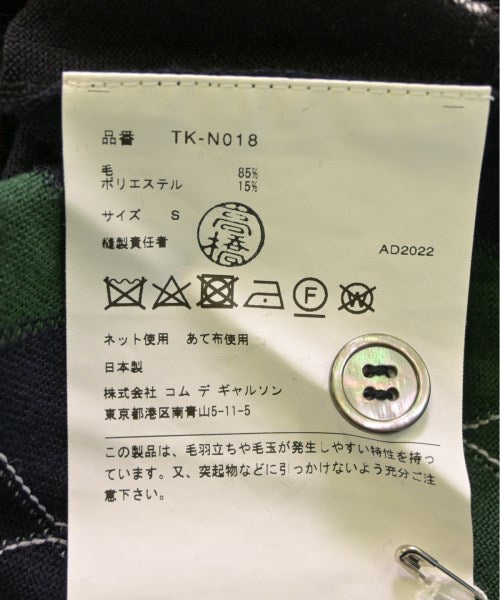 品番 TK-N018
毛 85%
ポリエステル 15%
サイズ S
縫製責任者 高橋
AD2022
F W
ネット使用 あて布使用
日本製
株式会社 コム デ ギャルソン
東京都港区南青山5-11-5
この製品は、毛羽立ちや毛玉が発生しやすい特性を持っ
ています。又、突起物などに引っかけないよう充分ご注
意下さい。